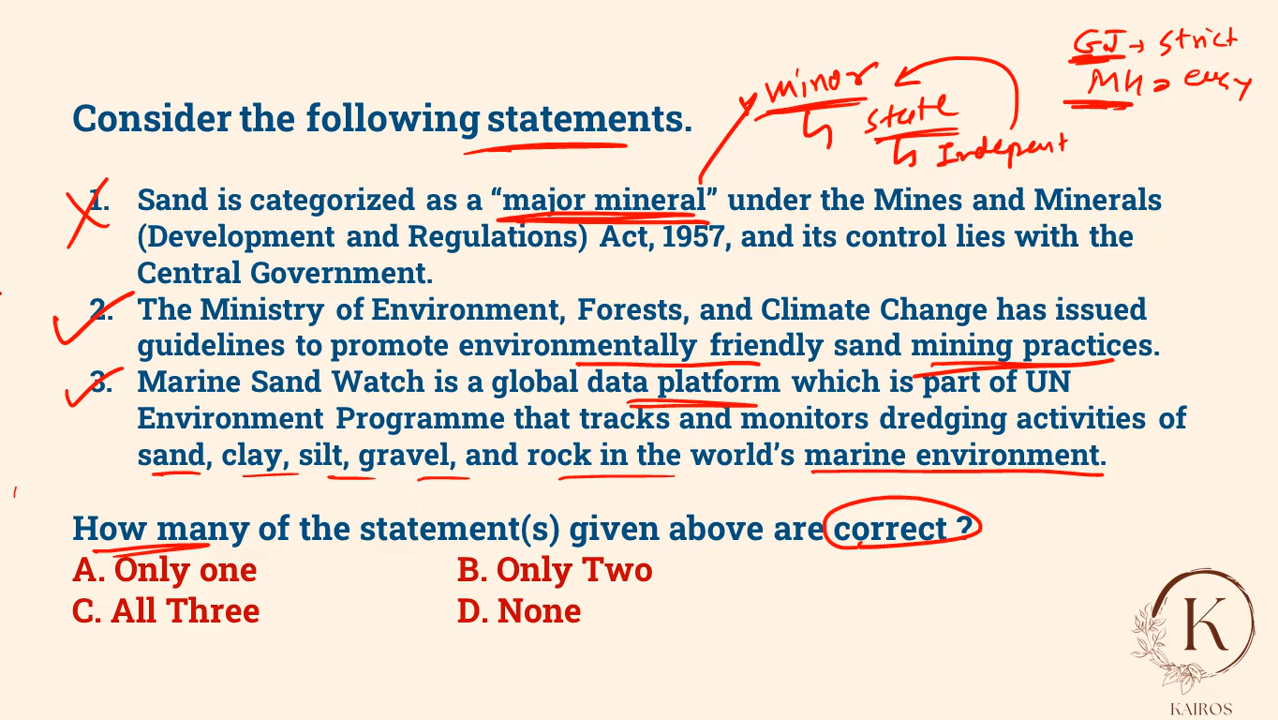 GJ → strict
MH = easy
minor
state
Consider the following statements.
Indepent
1. Sand is categorized as a “major mineral” under the Mines and Minerals
(Development and Regulations) Act, 1957, and its control lies with the
Central Government.
2. The Ministry of Environment, Forests, and Climate Change has issued
guidelines to promote environmentally friendly sand mining practices.
3. Marine Sand Watch is a global data platform which is part of UN
Environment Programme that tracks and monitors dredging activities of
sand, clay, silt, gravel, and rock in the world’s marine environment.
How many of the statement(s) given above are correct ?
A. Only one B. Only Two
C. All Three D. None
K
KAIROS